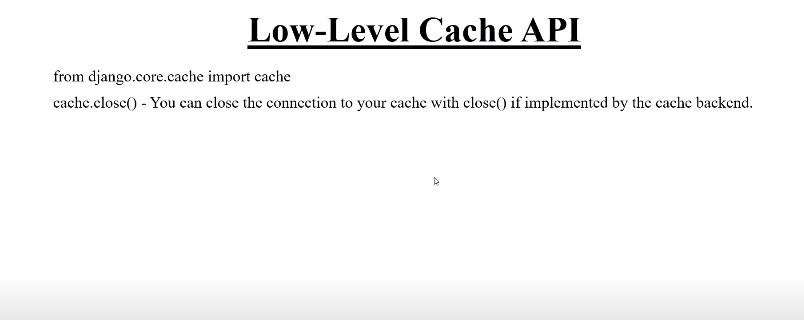 Low-Level Cache API
from django.core.cache import cache
cache.close() - You can close the connection to your cache with close() if implemented by the cache backend.